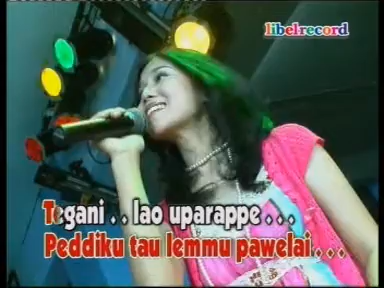 libelrecord
Tegani . . lao uparappe . . .
Peddiku tau lemmu pawelai. . . .